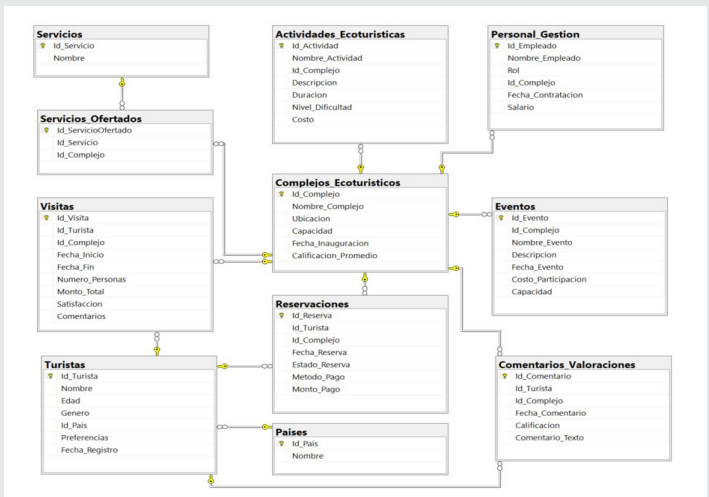 Servicios
Id_Servicio
Nombre
Actividades_Ecoturisticas
Id_Actividad
Nombre_Actividad
Id_Complejo
Descripcion
Duracion
Nivel_Dificultad
Costo
Personal_Gestion
Id_Empleado
Nombre_Empleado
Rol
Id_Complejo
Fecha_Contratacion
Salario
Servicios_Ofertados
Id_ServicioOfertado
Id_Servicio
Id_Complejo
Complejos_Ecoturisticos
Id_Complejo
Nombre_Complejo
Ubicacion
Capacidad
Fecha_Inauguracion
Calificacion_Promedio
Visitas
Id_Visita
Id_Turista
Id_Complejo
Fecha_Inicio
Fecha_Fin
Numero_Personas
Monto_Total
Satisfaccion
Comentarios
Eventos
Id_Evento
Id_Complejo
Nombre_Evento
Descripcion
Fecha_Evento
Costo_Participacion
Capacidad
Reservaciones
Id_Reserva
Id_Turista
Id_Complejo
Fecha_Reserva
Estado_Reserva
Metodo_Pago
Monto_Pago
Turistas
Id_Turista
Nombre
Edad
Genero
Id_Pais
Preferencias
Fecha_Registro
Comentarios_Valoraciones
Id_Comentario
Id_Turista
Id_Complejo
Fecha_Comentario
Calificacion
Comentario_Texto
Paises
Id_Pais
Nombre